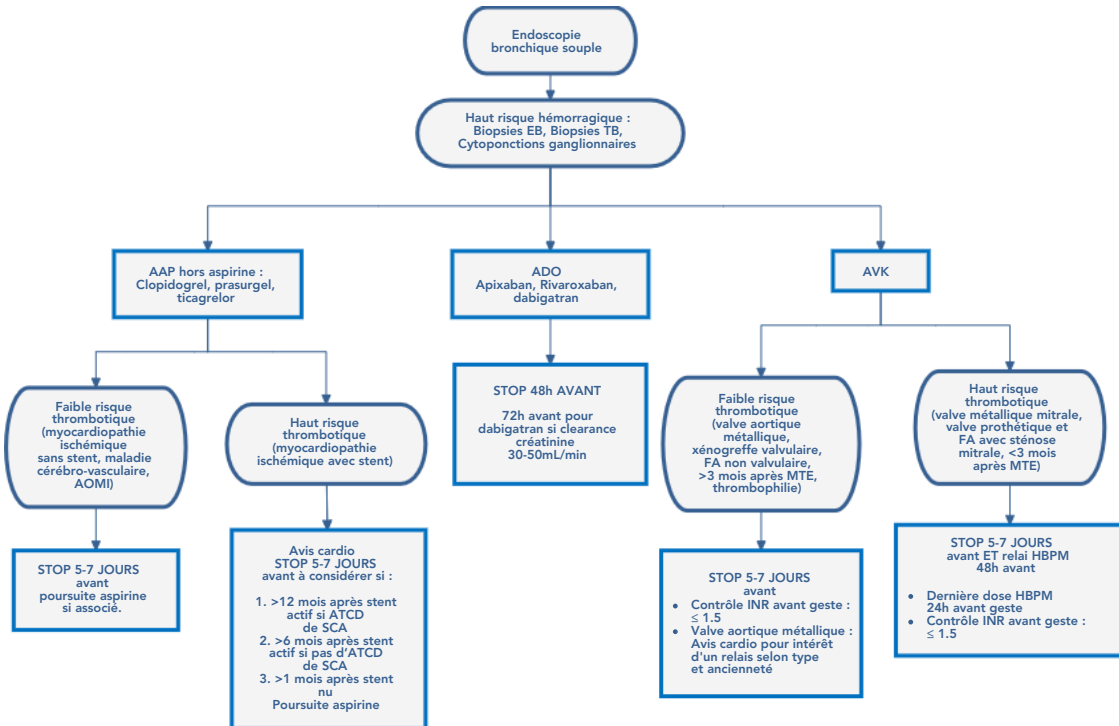 Endoscopie
bronchique souple
Haut risque hémorragique :
Biopsies EB, Biopsies TB,
Cytoponctions ganglionnaires
AAP hors aspirine :
Clopidogrel, prasurgel,
ticagrelor
ADO
Apixaban, Rivaroxaban,
dabigatran
AVK
Faible risque
thrombotique
(myocardiopathie
ischémique
sans stent, maladie
cérébro-vasculaire,
AOMI)
Haut risque
thrombotique
(myocardiopathie
ischémique avec stent)
STOP 48h AVANT
72h avant pour
dabigatran si clearance
créatinine
30-50mL/min
Faible risque
thrombotique
(valve aortique
métallique,
xénogreffe valvulaire,
FA non valvulaire,
>3 mois après MTE,
thrombophilie)
Haut risque
thrombotique
(valve métallique mitrale,
valve prothétique et
FA avec sténose
mitrale, <3 mois
après MTE)
STOP 5-7 JOURS
avant
poursuite aspirine
si associé.
Avis cardio
STOP 5-7 JOURS
avant à considérer si :
1. >12 mois après stent
actif si ATCD
de SCA
2. >6 mois après stent
actif si pas d'ATCD
de SCA
3. >1 mois après stent
nu
Poursuite aspirine
STOP 5-7 JOURS
avant
• Contrôle INR avant geste :
≤ 1.5
• Valve aortique métallique :
Avis cardio pour intérêt
d'un relais selon type
et ancienneté
STOP 5-7 JOURS
avant ET relai HBPM
48h avant
• Dernière dose HBPM
24h avant geste
• Contrôle INR avant geste :
≤ 1.5